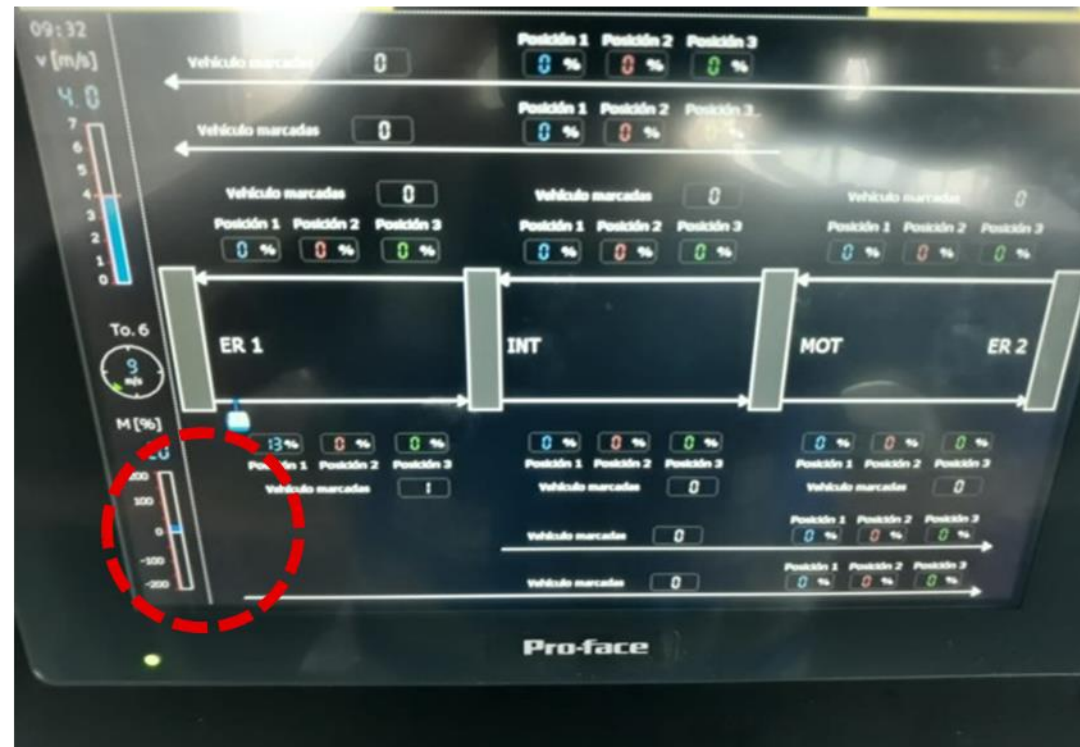 09:32
v [m/s]
4.0
7
6
5
4
3
2
1
0
To. 6
9
m/s
M [%]
200
100
0
-100
-200
Posición 1 Posición 2 Posición 3
Vehículo marcadas 0 0 % 0 % 0 %
Posición 1 Posición 2 Posición 3
Vehículo marcadas 0 0 % 0 %
Vehículo marcadas 0 Vehículo marcadas 0 Vehículo marcadas 0
Posición 1 Posición 2 Posición 3 Posición 1 Posición 2 Posición 3 Posición 1 Posición 2 Posición 3
0 % 0 % 0 % 0 % 0 % 0 % 0 % 0 % 0 %
ER 1 INT MOT ER 2
13% 0 % 0 % 0 % 0 % 0 % 0 % 0 % 0 %
Posición 1 Posición 2 Posición 3 Posición 1 Posición 2 Posición 3 Posición 1 Posición 2 Posición 3
Vehículo marcadas 1 Vehículo marcadas 0 Vehículo marcadas 0
Posición 1 Posición 2 Posición 3
Vehículo marcadas 0 0 % 0 % 0 %
Posición 1 Posición 2 Posición 3
Vehículo marcadas 0 0 % 0 % 0 %
Pro-face